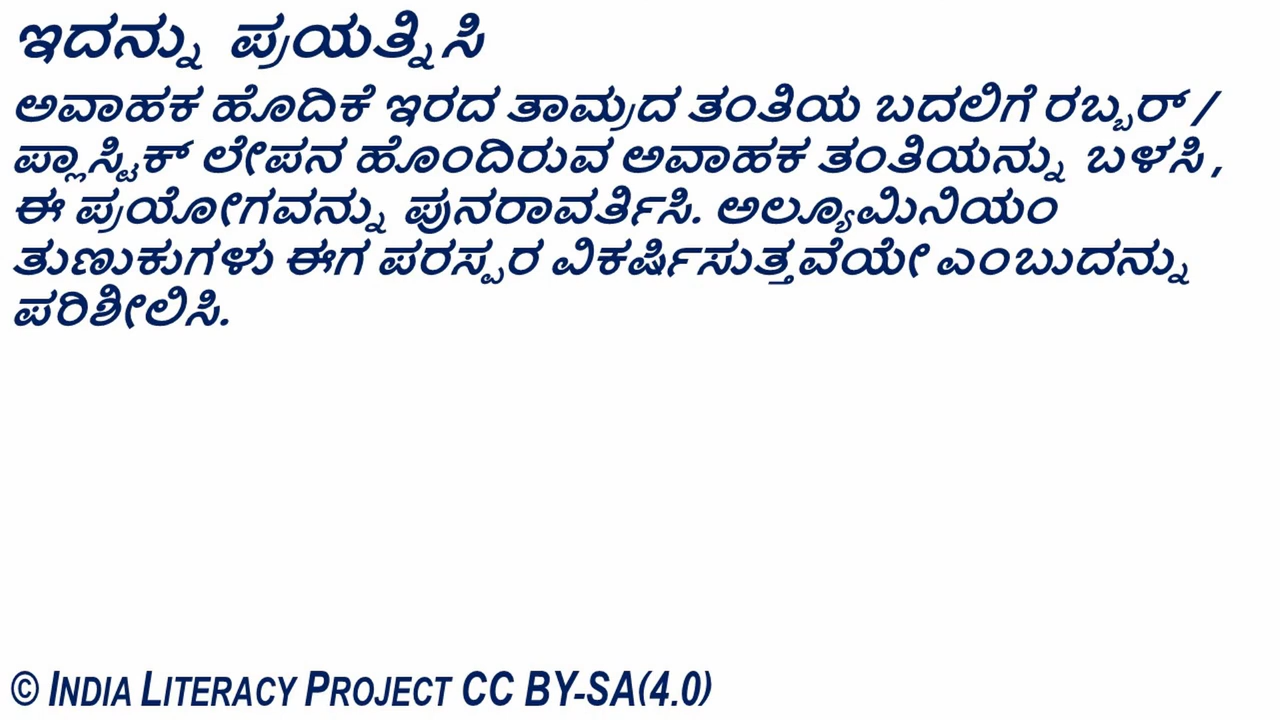 ಇದನ್ನು ಪ್ರಯತ್ನಿಸಿ
ಅವಾಹಕ ಹೊದಿಕೆ ಇರದ ತಾಮ್ರದ ತಂತಿಯ ಬದಲಿಗೆ ರಬ್ಬರ್ /
ಪ್ಲಾಸ್ಟಿಕ್ ಲೇಪನ ಹೊಂದಿರುವ ಅವಾಹಕ ತಂತಿಯನ್ನು ಬಳಸಿ,
ಈ ಪ್ರಯೋಗವನ್ನು ಪುನರಾವರ್ತಿಸಿ. ಅಲ್ಯೂಮಿನಿಯಂ
ತುಣುಕುಗಳು ಈಗ ಪರಸ್ಪರ ವಿಕರ್ಷಿಸುತ್ತವೆಯೇ ಎಂಬುದನ್ನು
ಪರಿಶೀಲಿಸಿ.
© INDIA LITERACY PROJECT CC BY-SA(4.0)